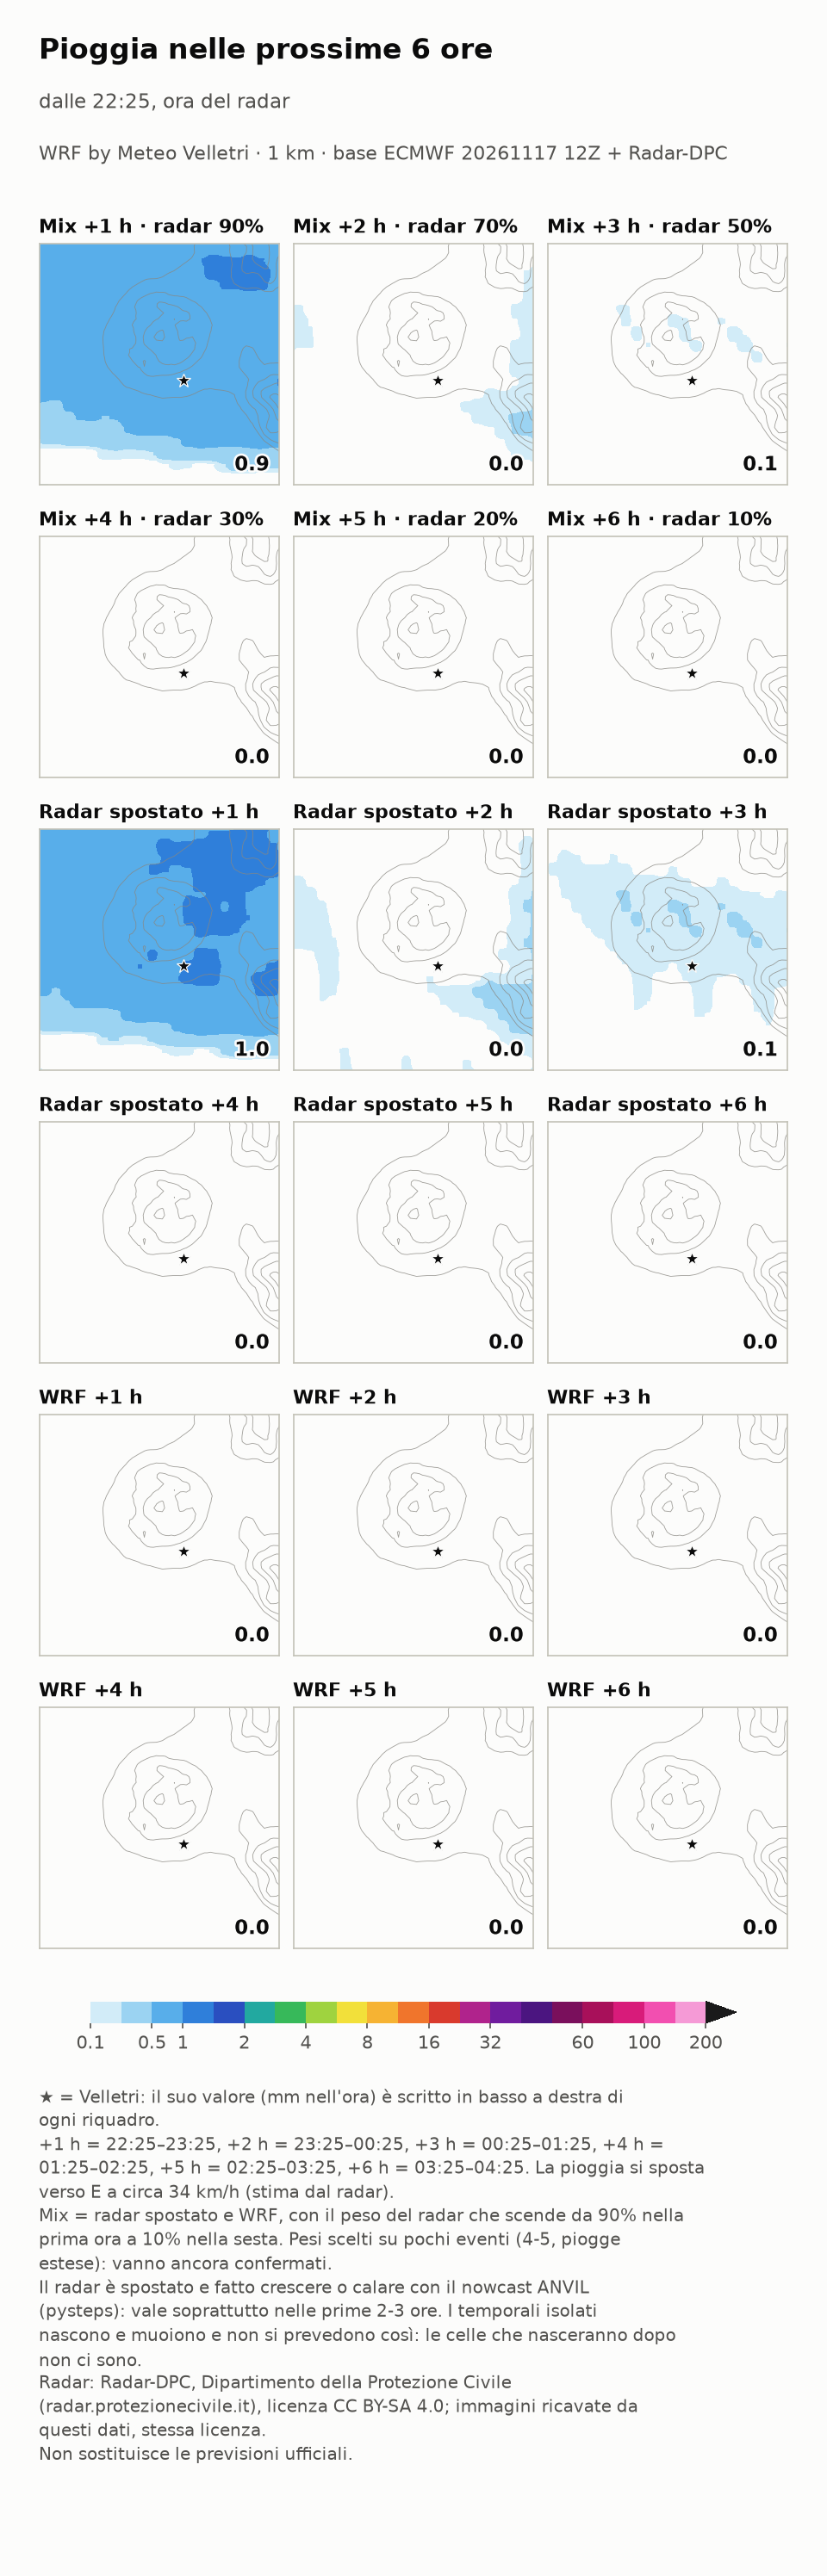 Pioggia nelle prossime 6 ore
dalle 22:25, ora del radar
WRF by Meteo Velletri · 1 km · base ECMWF 20261117 12Z + Radar-DPC
Mix +1 h · radar 90% Mix +2 h · radar 70% Mix +3 h · radar 50%
0.9 0.0 0.1
Mix +4 h · radar 30% Mix +5 h · radar 20% Mix +6 h · radar 10%
0.0 0.0 0.0
Radar spostato +1 h Radar spostato +2 h Radar spostato +3 h
1.0 0.0 0.1
Radar spostato +4 h Radar spostato +5 h Radar spostato +6 h
0.0 0.0 0.0
WRF +1 h WRF +2 h WRF +3 h
0.0 0.0 0.0
WRF +4 h WRF +5 h WRF +6 h
0.0 0.0 0.0
0.1 0.5 1 2 4 8 16 32 60 100 200
★ = Velletri: il suo valore (mm nell'ora) è scritto in basso a destra di
ogni riquadro.
+1 h = 22:25–23:25, +2 h = 23:25–00:25, +3 h = 00:25–01:25, +4 h =
01:25–02:25, +5 h = 02:25–03:25, +6 h = 03:25–04:25. La pioggia si sposta
verso E a circa 34 km/h (stima dal radar).
Mix = radar spostato e WRF, con il peso del radar che scende da 90% nella
prima ora a 10% nella sesta. Pesi scelti su pochi eventi (4-5, piogge
estese): vanno ancora confermati.
Il radar è spostato e fatto crescere o calare con il nowcast ANVIL
(pysteps): vale soprattutto nelle prime 2-3 ore. I temporali isolati
nascono e muoiono e non si prevedono così: le celle che nasceranno dopo
non ci sono.
Radar: Radar-DPC, Dipartimento della Protezione Civile
(radar.protezionecivile.it), licenza CC BY-SA 4.0; immagini ricavate da
questi dati, stessa licenza.
Non sostituisce le previsioni ufficiali.